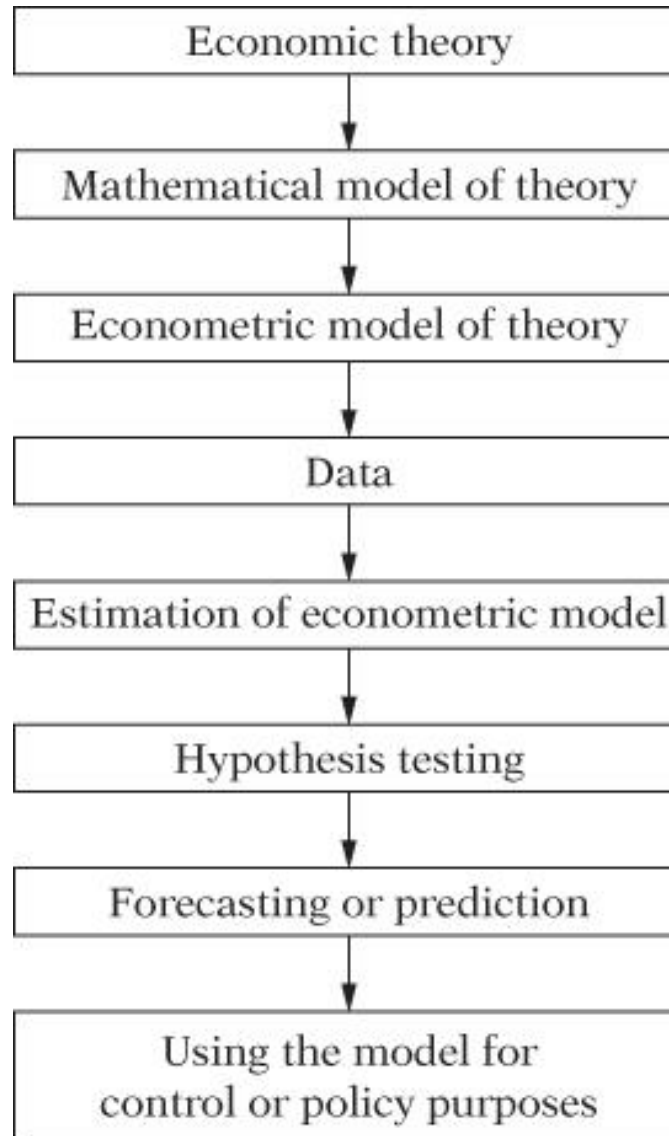 Economic theory
Mathematical model of theory
Econometric model of theory
Data
Estimation of econometric model
Hypothesis testing
Forecasting or prediction
Using the model for
control or policy purposes